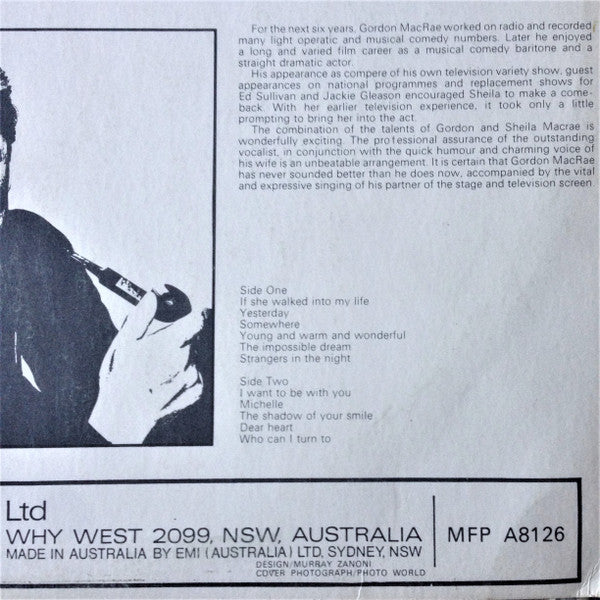 For the next six years, Gordon MacRae worked on radio and recorded
many light operatic and musical comedy numbers. Later he enjoyed
a long and varied film career as a musical comedy baritone and a
straight dramatic actor.
His appearance as compere of his own television variety show, guest
appearances on national programmes and replacement shows for
Ed Sullivan and Jackie Gleason encouraged Sheila to make a come-
back. With her earlier television experience, it took only a little
prompting to bring her into the act.
The combination of the talents of Gordon and Sheila Macrae is
wonderfully exciting. The professional assurance of the outstanding
vocalist, in conjunction with the quick humour and charming voice of
his wife is an unbeatable arrangement. It is certain that Gordon MacRae
has never sounded better than he does now, accompanied by the vital
and expressive singing of his partner of the stage and television screen.
Side One
If she walked into my life
Yesterday
Somewhere
Young and warm and wonderful
The impossible dream
Strangers in the night
Side Two
I want to be with you
Michelle
The shadow of your smile
Dear heart
Who can I turn to
Ltd
WHY WEST 2099, NSW, AUSTRALIA
MADE IN AUSTRALIA BY EMI (AUSTRALIA) LTD, SYDNEY, NSW
DESIGN/MURRAY ZANONI
COVER PHOTOGRAPH/PHOTO WORLD
MFP A8126